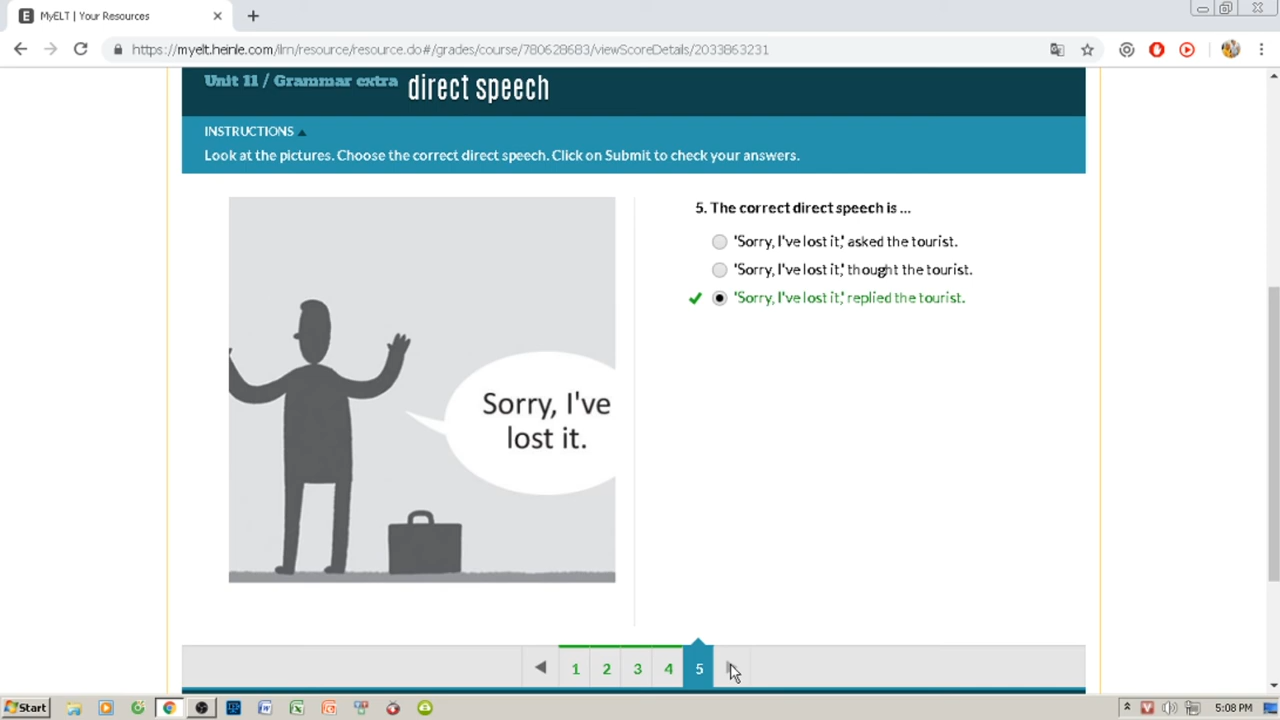 MyELT | Your Resources
https://myelt.heinle.com/ilrn/resource/resource.do#/grades/course/780628683/viewScoreDetails/2033863231
Unit 11 / Grammar extra direct speech
INSTRUCTIONS
Look at the pictures. Choose the correct direct speech. Click on Submit to check your answers.
5. The correct direct speech is ...
'Sorry, I've lost it,' asked the tourist.
'Sorry, I've lost it,' thought the tourist.
'Sorry, I've lost it,' replied the tourist.
Sorry, I've
lost it.
1 2 3 4 5
Start
5:08 PM